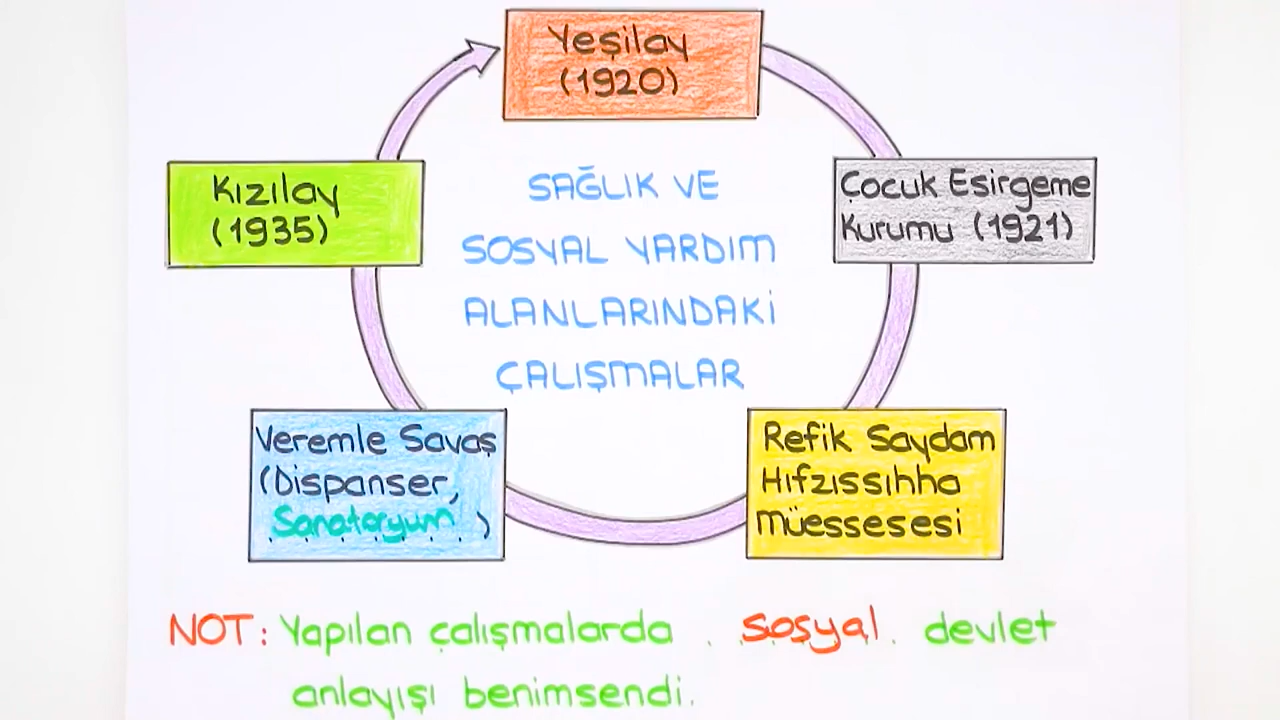 Yeşilay
(1920)
Kızılay
(1935)
SAĞLIK VE
SOSYAL YARDIM
ALANLARINDAKİ
ÇALIŞMALAR
Çocuk Esirgeme
Kurumu (1921)
Veremle Savaş
(Dispanser,
Sanatoryum )
Refik Saydam
Hıfzıssıhha
Müessesesi
NOT: Yapılan çalışmalarda . sosyal . devlet
anlayışı benimsendi.